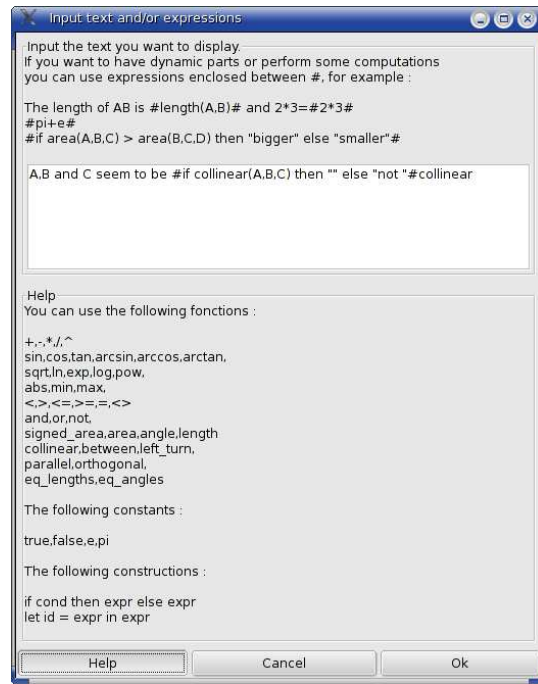 Input text and/or expressions
Input the text you want to display.
If you want to have dynamic parts or perform some computations
you can use expressions enclosed between #, for example :
The length of AB is #length(A,B)# and 2*3=#2*3#
#pi+e#
#if area(A,B,C) > area(B,C,D) then "bigger" else "smaller"#
A,B and C seem to be #if collinear(A,B,C) then "" else "not "#collinear
Help
You can use the following fonctions :
+,-,*,/,^
sin,cos,tan,arcsin,arccos,arctan,
sqrt,ln,exp,log,pow,
abs,min,max,
<,>,<=,>=,=,<>
and,or,not,
signed_area,area,angle,length
collinear,between,left_turn,
parallel,orthogonal,
eq_lengths,eq_angles
The following constants :
true,false,e,pi
The following constructions :
if cond then expr else expr
let id = expr in expr
Help Cancel Ok